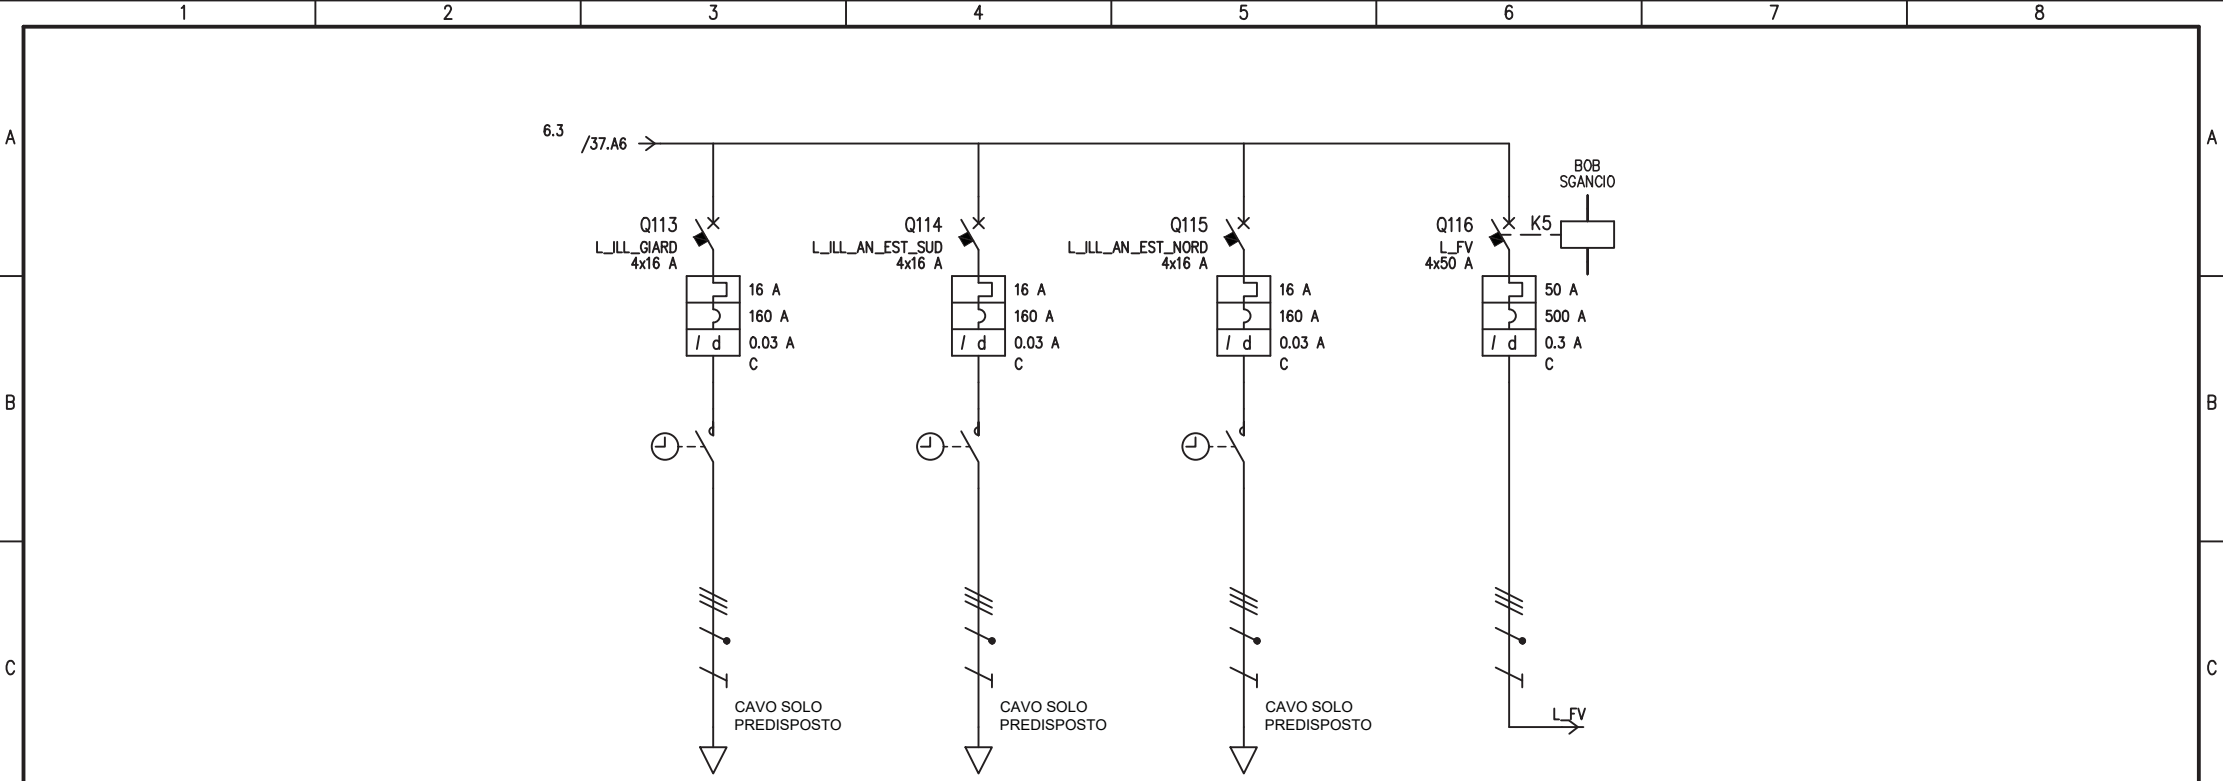 1 2 3 4 5 6 7 8
A A
6.3
/37.A6
BOB
SGANCIO
Q113 Q114 Q115 Q116 K5
L_ILL_GIARD L_ILL_AN_EST_SUD L_ILL_AN_EST_NORD L_FV
4x16 A 4x16 A 4x16 A 4x50 A
16 A 16 A 16 A 50 A
160 A 160 A 160 A 500 A
I d 0.03 A I d 0.03 A I d 0.03 A I d 0.3 A
C C C C
B B
C C
CAVO SOLO CAVO SOLO CAVO SOLO L_FV
PREDISPOSTO PREDISPOSTO PREDISPOSTO